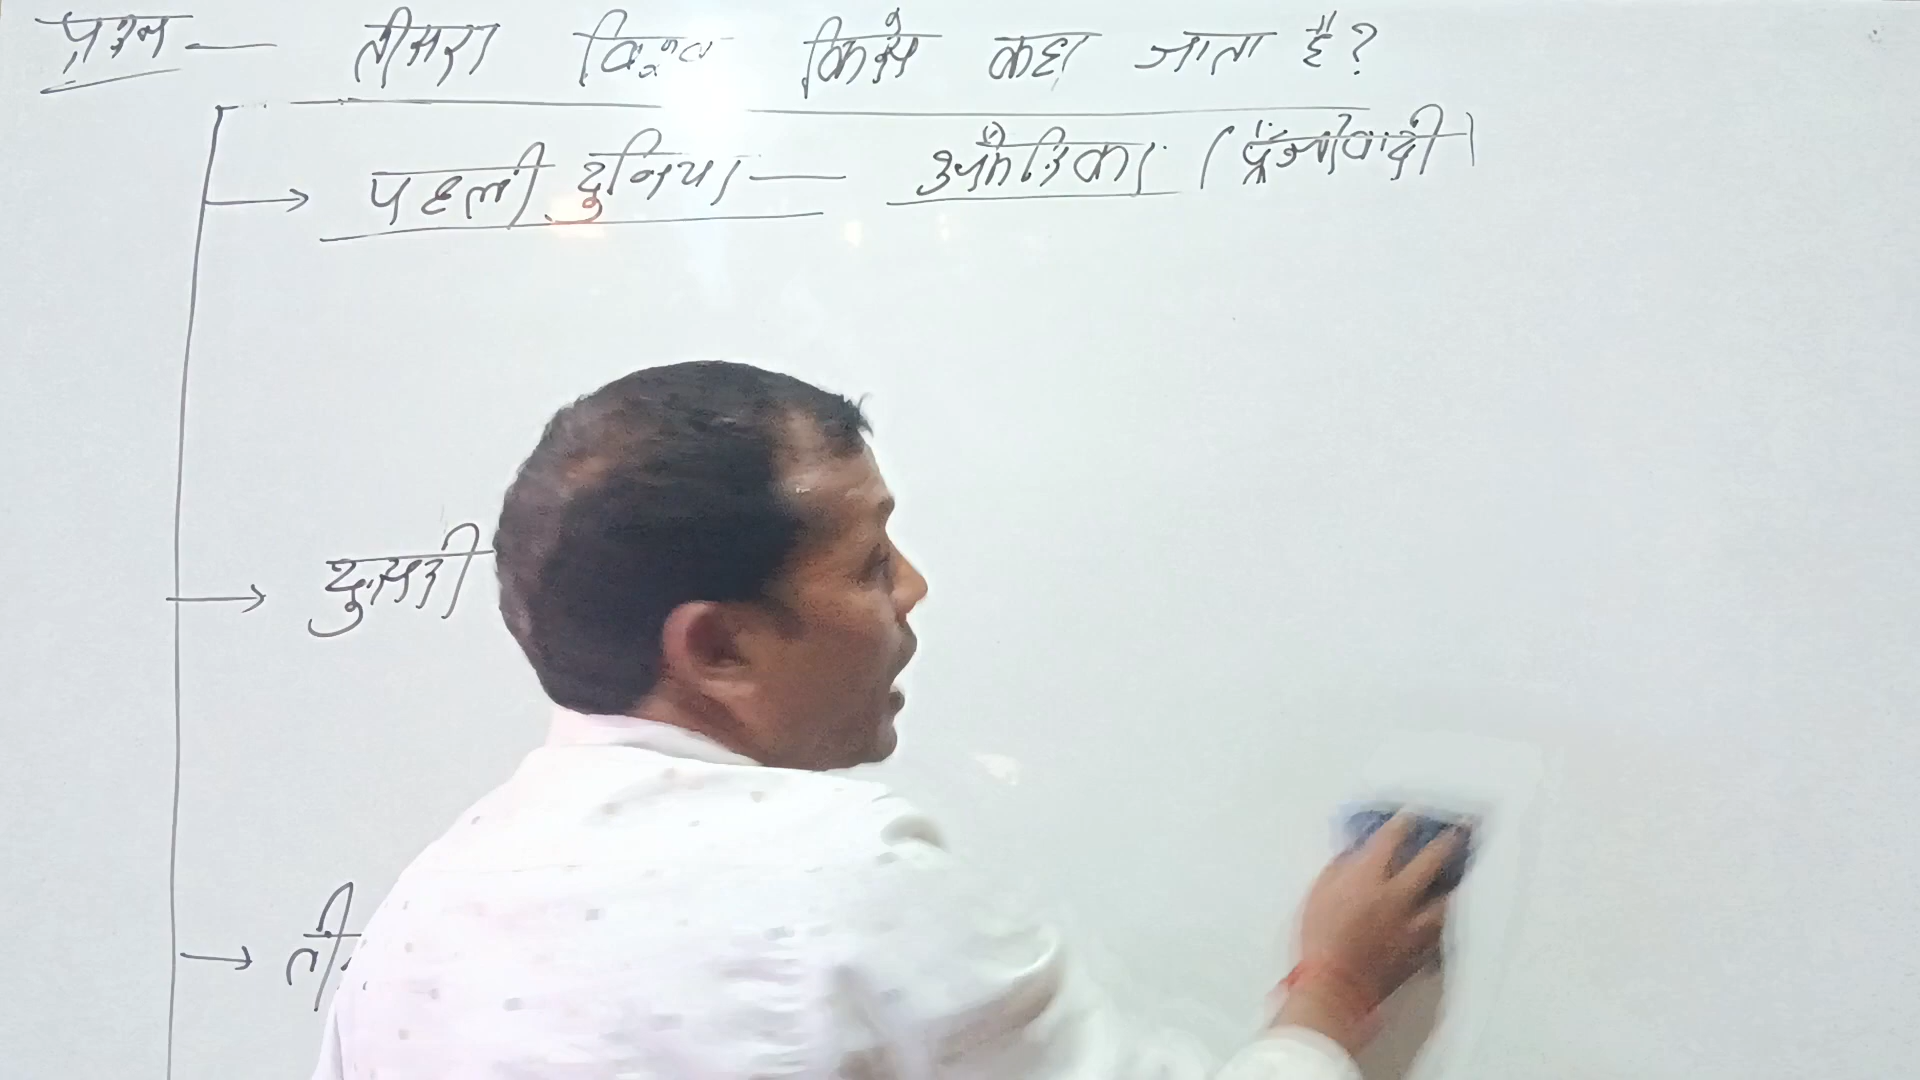 प्रश्न — तीसरा विश्व किसे कहा जाता है?
→ पहली दुनिया — अमेरिका (पूंजीवादी)
→ दुसरी
→ ती